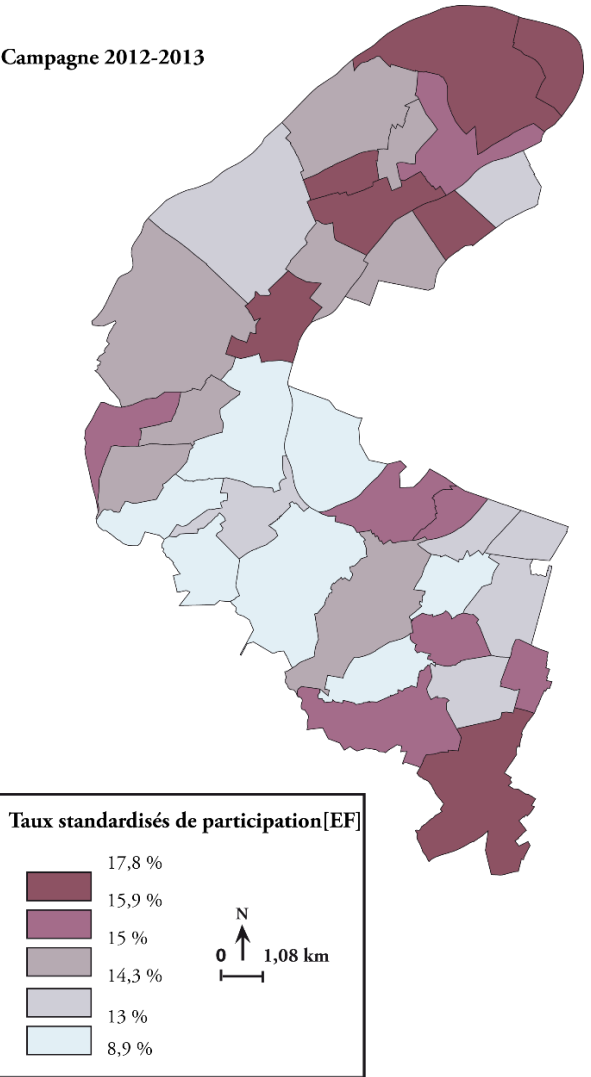 Campagne 2012-2013
Taux standardisés de participation[EF]
17,8 %
15,9 %
15 %
14,3 %
13 %
8,9 %
N
0 1,08 km